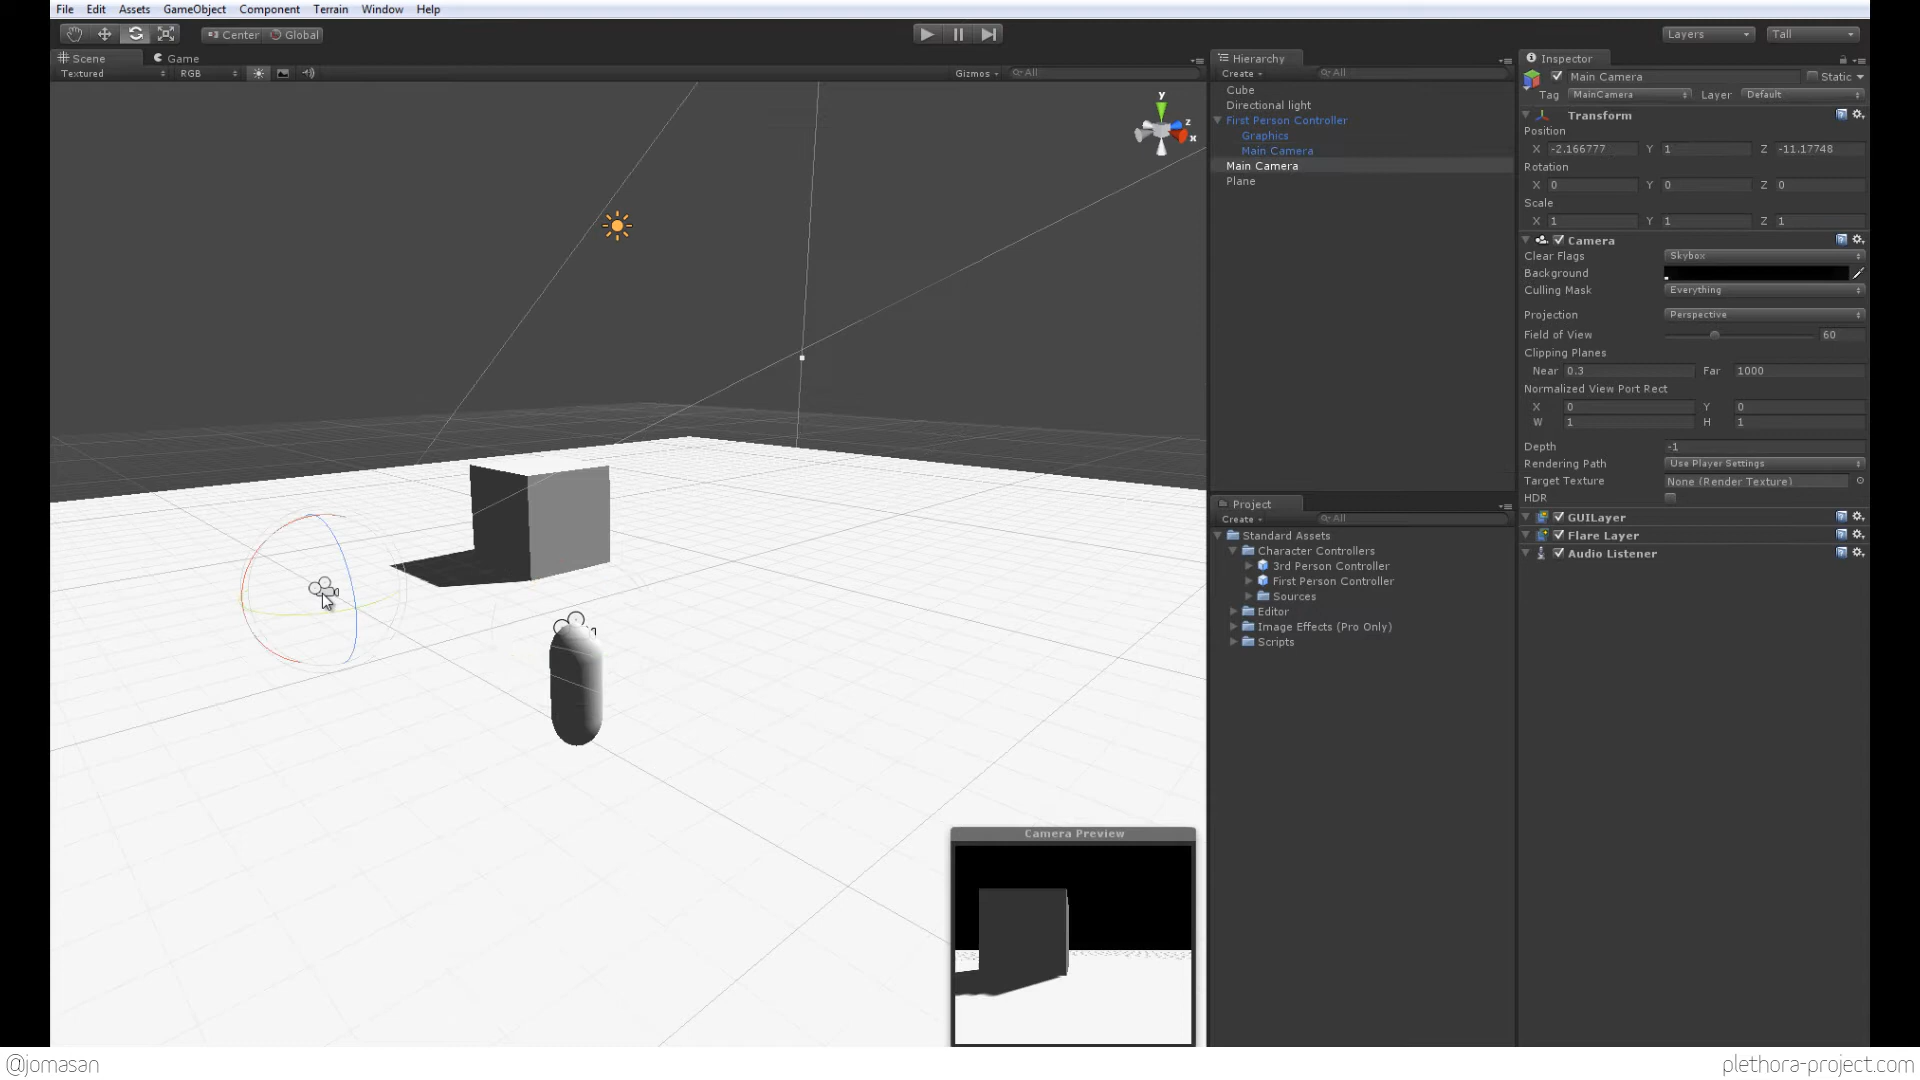 File Edit Assets GameObject Component Terrain Window Help
Center Global Layers Tall
Scene Game
Textured RGB Gizmos All
y
z
x
Hierarchy
Create All
Cube
Directional light
First Person Controller
Graphics
Main Camera
Main Camera
Plane
Project
Create All
Standard Assets
Character Controllers
3rd Person Controller
First Person Controller
Sources
Editor
Image Effects (Pro Only)
Scripts
Inspector
Main Camera Static
Tag MainCamera Layer Default
Transform
Position
X -2.166777 Y 1 Z -11.17748
Rotation
X 0 Y 0 Z 0
Scale
X 1 Y 1 Z 1
Camera
Clear Flags Skybox
Background
Culling Mask Everything
Projection Perspective
Field of View 60
Clipping Planes
Near 0.3 Far 1000
Normalized View Port Rect
X 0 Y 0
W 1 H 1
Depth -1
Rendering Path Use Player Settings
Target Texture None (Render Texture)
HDR
GUILayer
Flare Layer
Audio Listener
Camera Preview
@jomasan
plethora-project.com